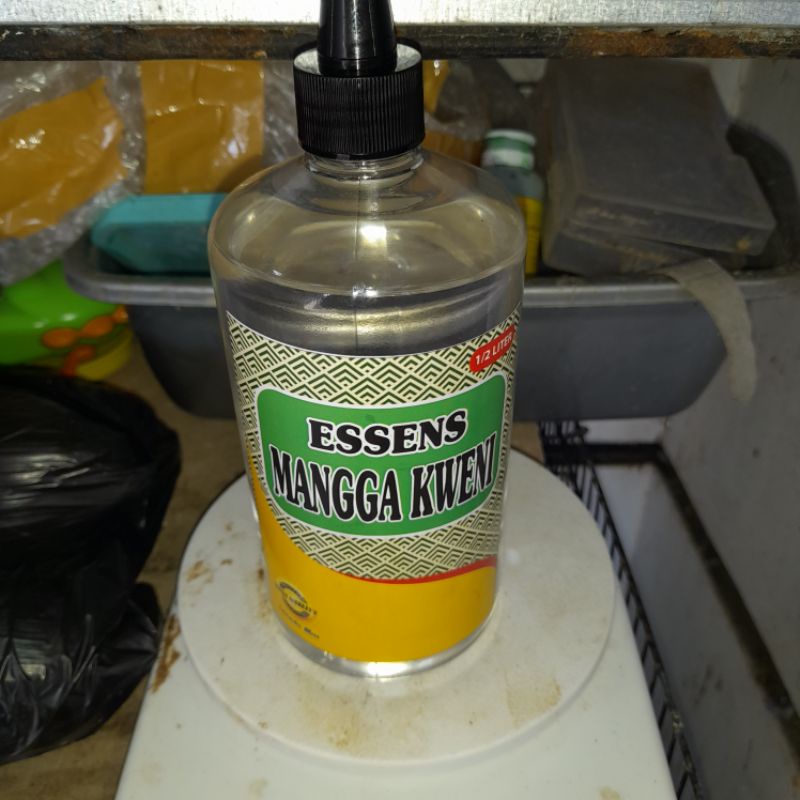 1/2 LITER
ESSENS
MANGGA KWENI